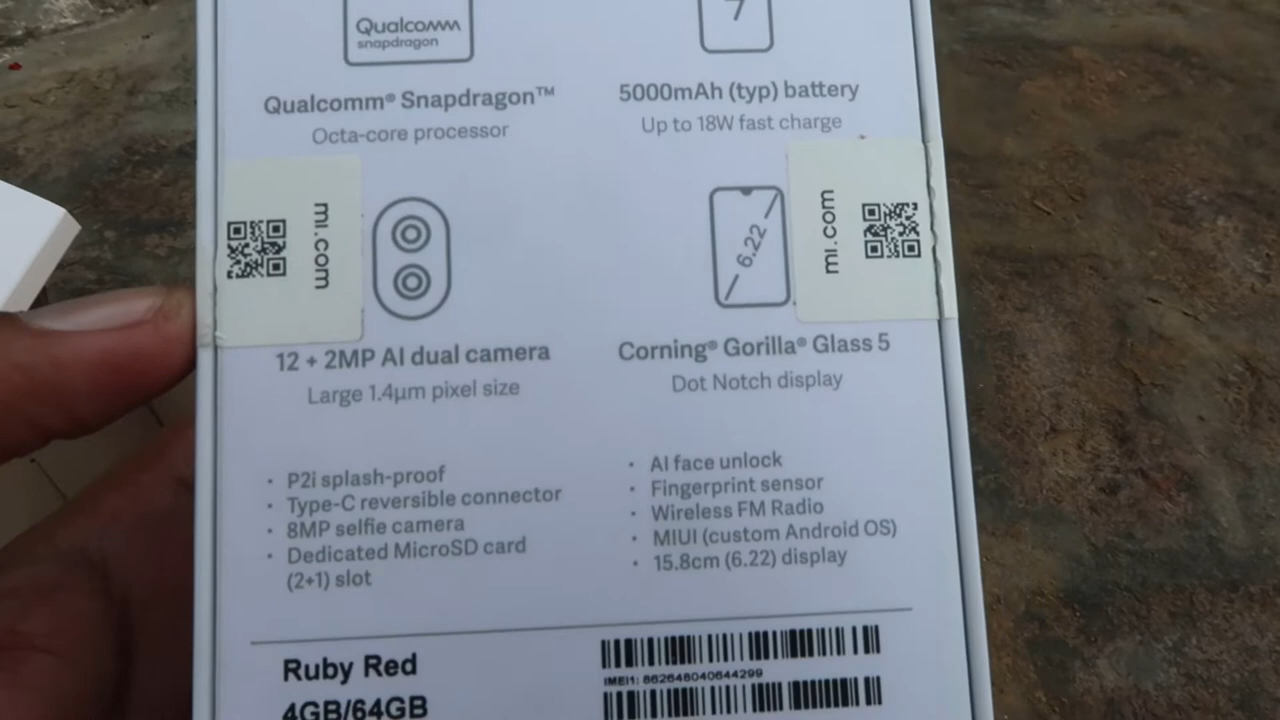 Qualcomm
snapdragon
7
Qualcomm® Snapdragon™
Octa-core processor
5000mAh (typ) battery
Up to 18W fast charge
mi.com
6.22
mi.com
12 + 2MP AI dual camera
Large 1.4μm pixel size
Corning® Gorilla® Glass 5
Dot Notch display
• P2i splash-proof
• Type-C reversible connector
• 8MP selfie camera
• Dedicated MicroSD card
(2+1) slot
• AI face unlock
• Fingerprint sensor
• Wireless FM Radio
• MIUI (custom Android OS)
• 15.8cm (6.22) display
Ruby Red
4GB/64GB
IMEI1: 862648040644299